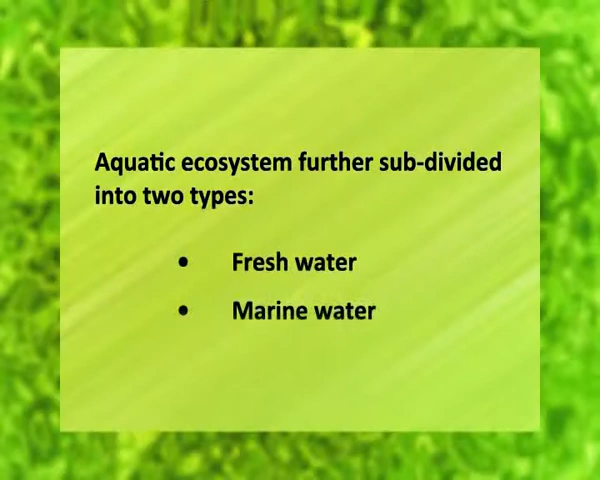 Aquatic ecosystem further sub-divided
into two types:
• Fresh water
• Marine water